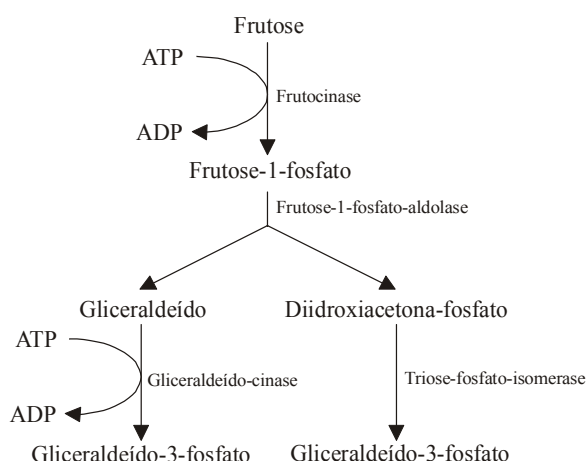 Frutose
ATP
Frutocinase
ADP
Frutose-1-fosfato
Frutose-1-fosfato-aldolase
Gliceraldeído Diidroxiacetona-fosfato
ATP
Gliceraldeído-cinase Triose-fosfato-isomerase
ADP
Gliceraldeído-3-fosfato Gliceraldeído-3-fosfato